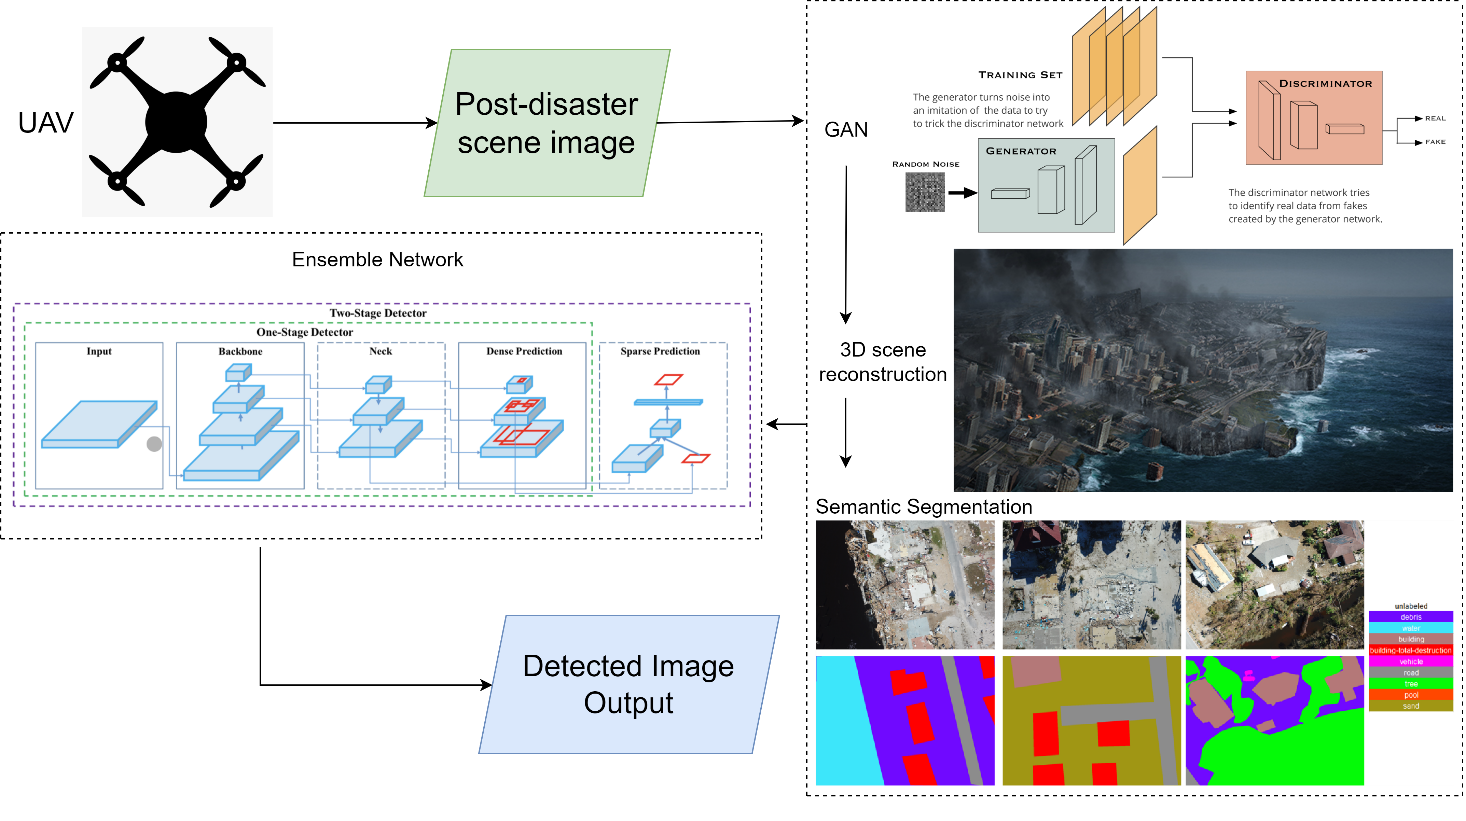 UAV
Post-disaster
scene image
GAN
TRAINING SET
The generator turns noise into
an imitation of the data to try
to trick the discriminator network
RANDOM NOISE
GENERATOR
DISCRIMINATOR
REAL
FAKE
The discriminator network tries
to identify real data from fakes
created by the generator network.
3D scene
reconstruction
Semantic Segmentation
unlabeled
debris
water
building
building-total-destruction
vehicle
road
tree
pool
sand
Ensemble Network
Two-Stage Detector
One-Stage Detector
Input
Backbone
Neck
Dense Prediction
Sparse Prediction
Detected Image
Output